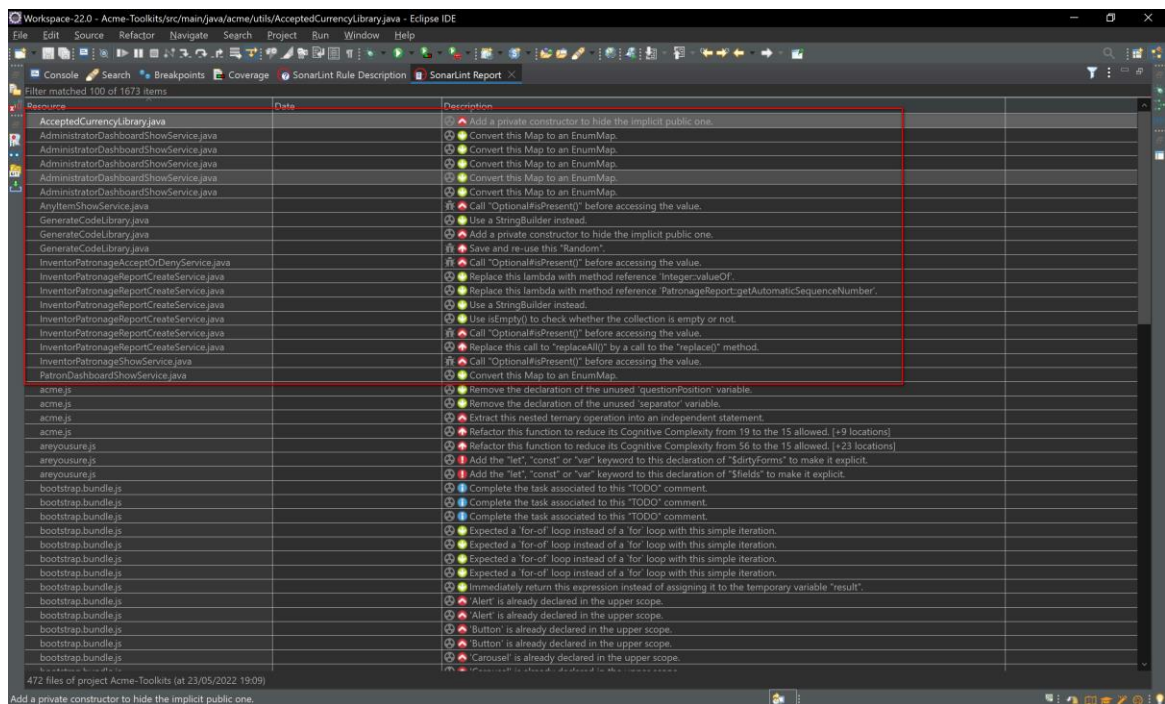 Workspace-22.0 - Acme-Toolkits/src/main/java/acme/utils/AcceptedCurrencyLibrary.java - Eclipse IDE
File Edit Source Refactor Navigate Search Project Run Window Help
Console Search Breakpoints Coverage SonarLint Rule Description SonarLint Report
Filter matched 100 of 1673 items
Resource Date Description
AcceptedCurrencyLibrary.java Add a private constructor to hide the implicit public one.
AdministratorDashboardShowService.java Convert this Map to an EnumMap.
AdministratorDashboardShowService.java Convert this Map to an EnumMap.
AdministratorDashboardShowService.java Convert this Map to an EnumMap.
AdministratorDashboardShowService.java Convert this Map to an EnumMap.
AdministratorDashboardShowService.java Convert this Map to an EnumMap.
AnyItemShowService.java Call "Optional#isPresent()" before accessing the value.
GenerateCodeLibrary.java Use a StringBuilder instead.
GenerateCodeLibrary.java Add a private constructor to hide the implicit public one.
GenerateCodeLibrary.java Save and re-use this "Random".
InventorPatronageAcceptOrDenyService.java Call "Optional#isPresent()" before accessing the value.
InventorPatronageReportCreateService.java Replace this lambda with method reference 'Integer::valueOf'.
InventorPatronageReportCreateService.java Replace this lambda with method reference 'PatronageReport::getAutomaticSequenceNumber'.
InventorPatronageReportCreateService.java Use a StringBuilder instead.
InventorPatronageReportCreateService.java Use isEmpty() to check whether the collection is empty or not.
InventorPatronageReportCreateService.java Call "Optional#isPresent()" before accessing the value.
InventorPatronageReportCreateService.java Replace this call to "replaceAll()" by a call to the "replace()" method.
InventorPatronageShowService.java Call "Optional#isPresent()" before accessing the value.
PatronDashboardShowService.java Convert this Map to an EnumMap.
acme.js Remove the declaration of the unused 'questionPosition' variable.
acme.js Remove the declaration of the unused 'separator' variable.
acme.js Extract this nested ternary operation into an independent statement.
acme.js Refactor this function to reduce its Cognitive Complexity from 19 to the 15 allowed. [+9 locations]
areyousure.js Refactor this function to reduce its Cognitive Complexity from 56 to the 15 allowed. [+23 locations]
areyousure.js Add the "let", "const" or "var" keyword to this declaration of "$dirtyForms" to make it explicit.
areyousure.js Add the "let", "const" or "var" keyword to this declaration of "$fields" to make it explicit.
bootstrap.bundle.js Complete the task associated to this "TODO" comment.
bootstrap.bundle.js Complete the task associated to this "TODO" comment.
bootstrap.bundle.js Complete the task associated to this "TODO" comment.
bootstrap.bundle.js Expected a `for-of` loop instead of a `for` loop with this simple iteration.
bootstrap.bundle.js Expected a `for-of` loop instead of a `for` loop with this simple iteration.
bootstrap.bundle.js Expected a `for-of` loop instead of a `for` loop with this simple iteration.
bootstrap.bundle.js Expected a `for-of` loop instead of a `for` loop with this simple iteration.
bootstrap.bundle.js Immediately return this expression instead of assigning it to the temporary variable "result".
bootstrap.bundle.js 'Alert' is already declared in the upper scope.
bootstrap.bundle.js 'Alert' is already declared in the upper scope.
bootstrap.bundle.js 'Button' is already declared in the upper scope.
bootstrap.bundle.js 'Button' is already declared in the upper scope.
bootstrap.bundle.js 'Carousel' is already declared in the upper scope.
472 files of project Acme-Toolkits (at 23/05/2022 19:09)
Add a private constructor to hide the implicit public one.